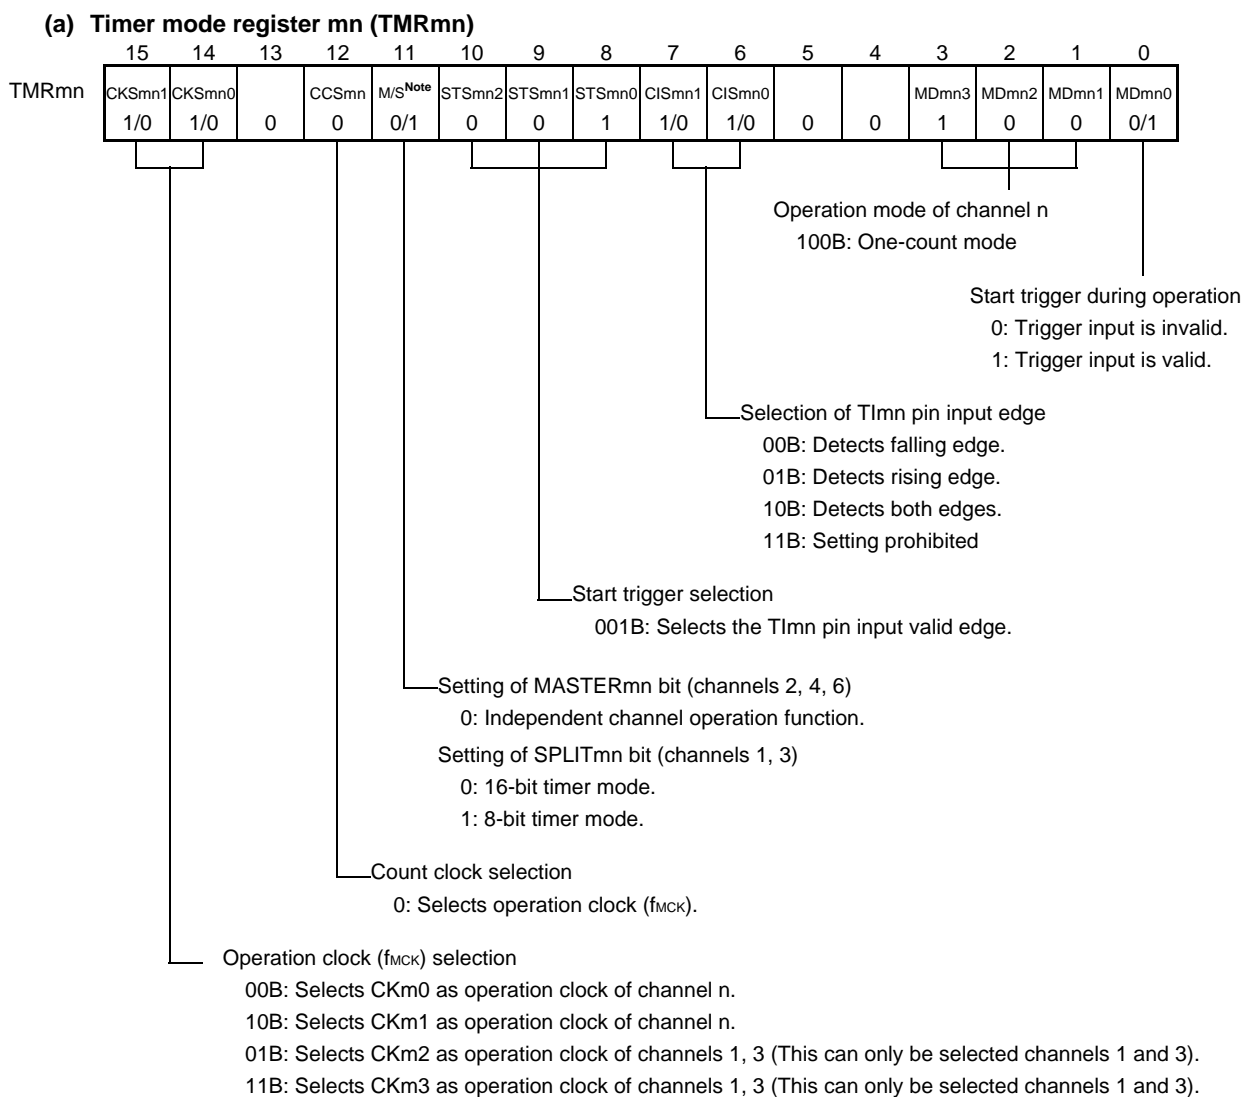 (a) Timer mode register mn (TMRmn)
15 14 13 12 11 10 9 8 7 6 5 4 3 2 1 0
TMRmn CKSmn1 CKSmn0 CCSmn M/SNote STSmn2 STSmn1 STSmn0 CISmn1 CISmn0 MDmn3 MDmn2 MDmn1 MDmn0
1/0 1/0 0 0 0/1 0 0 1 1/0 1/0 0 0 1 0 0 0/1
Operation mode of channel n
100B: One-count mode
Start trigger during operation
0: Trigger input is invalid.
1: Trigger input is valid.
Selection of TImn pin input edge
00B: Detects falling edge.
01B: Detects rising edge.
10B: Detects both edges.
11B: Setting prohibited
Start trigger selection
001B: Selects the TImn pin input valid edge.
Setting of MASTERmn bit (channels 2, 4, 6)
0: Independent channel operation function.
Setting of SPLITmn bit (channels 1, 3)
0: 16-bit timer mode.
1: 8-bit timer mode.
Count clock selection
0: Selects operation clock (fMCK).
Operation clock (fMCK) selection
00B: Selects CKm0 as operation clock of channel n.
10B: Selects CKm1 as operation clock of channel n.
01B: Selects CKm2 as operation clock of channels 1, 3 (This can only be selected channels 1 and 3).
11B: Selects CKm3 as operation clock of channels 1, 3 (This can only be selected channels 1 and 3).